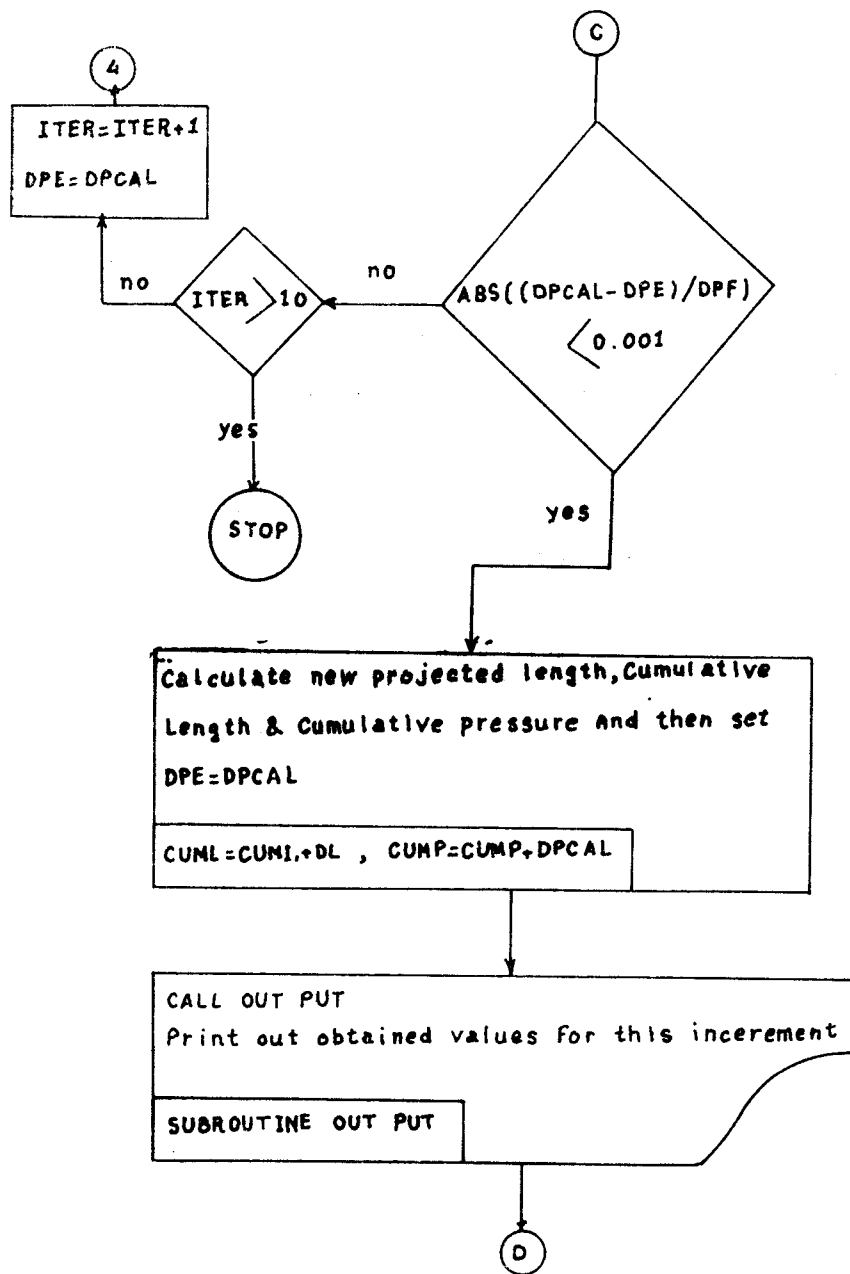 C
4
ITER=ITER+1
DPE=DPCAL
no
ITER > 10
no
ABS((DPCAL-DPE)/DPF)
< 0.001
yes
STOP
yes
Calculate new projected length,Cumulative
Length & Cumulative pressure And then set
DPE=DPCAL
CUML=CUMI,+DL , CUMP=CUMP+DPCAL
CALL OUT PUT
Print out obtained values for this incerement
SUBROUTINE OUT PUT
D